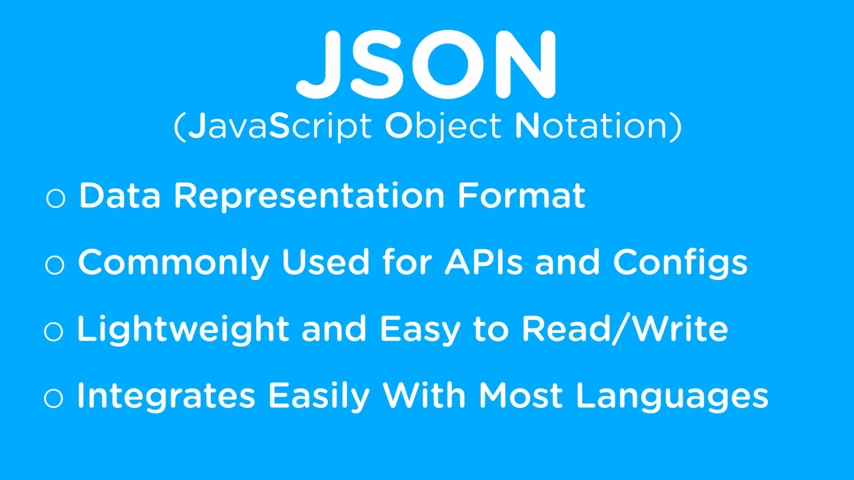 JSON
(JavaScript Object Notation)
Data Representation Format
Commonly Used for APIs and Configs
Lightweight and Easy to Read/Write
Integrates Easily With Most Languages